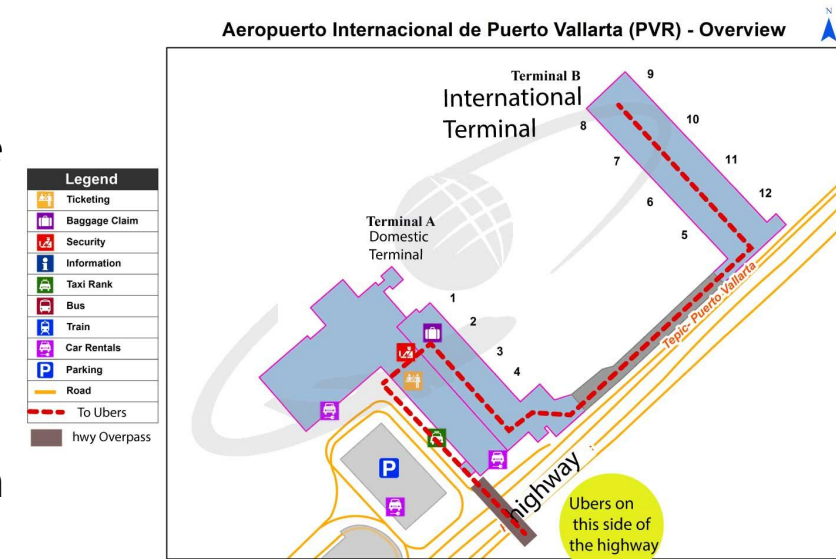 Aeropuerto Internacional de Puerto Vallarta (PVR) - Overview
N
Terminal B
International
Terminal
9
8
10
7
11
6
12
5
Terminal A
Domestic
Terminal
1
2
3
4
Tepic- Puerto Vallarta
highway
Ubers on
this side of
the highway
P
Legend
Ticketing
Baggage Claim
Security
Information
Taxi Rank
Bus
Train
Car Rentals
P Parking
Road
To Ubers
hwy Overpass